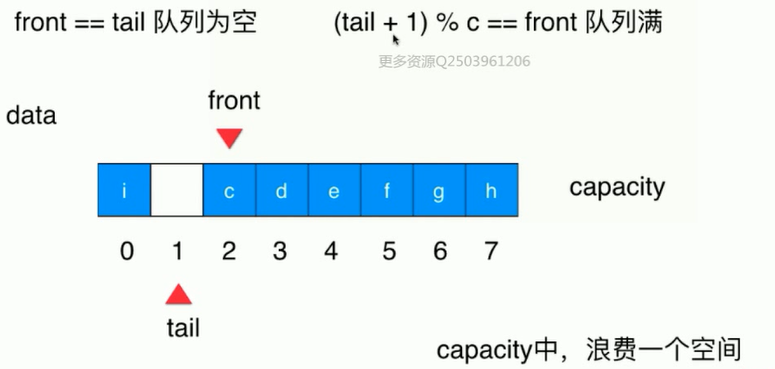 front == tail 队列为空 (tail + 1) % c == front 队列满
更多资源Q2503961206
front
data
i c d e f g h capacity
0 1 2 3 4 5 6 7
tail
capacity中，浪费一个空间